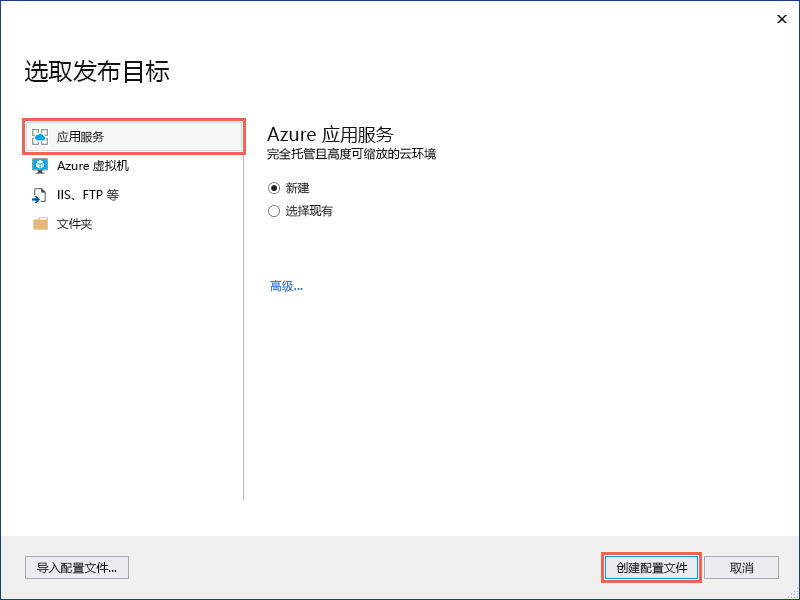 选取发布目标
应用服务
Azure 虚拟机
IIS、FTP 等
文件夹
Azure 应用服务
完全托管且高度可缩放的云环境
新建
选择现有
高级...
导入配置文件...
创建配置文件
取消